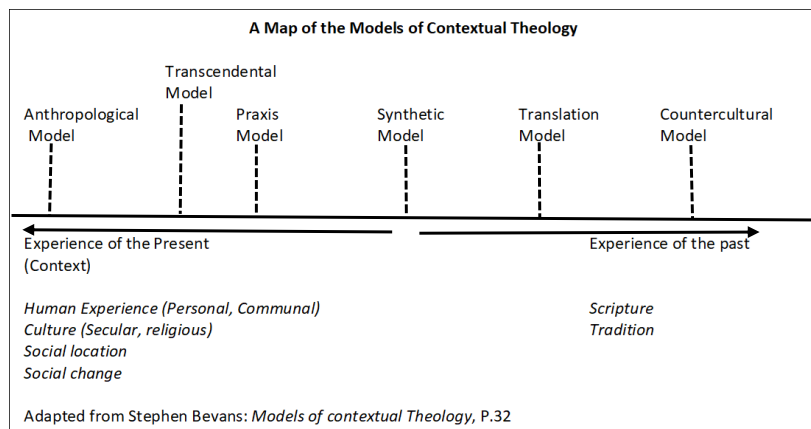 A Map of the Models of Contextual Theology
Transcendental
Model
Anthropological
Model
Praxis
Model
Synthetic
Model
Translation
Model
Countercultural
Model
Experience of the Present
(Context)
Experience of the past
Human Experience (Personal, Communal)
Culture (Secular, religious)
Social location
Social change
Scripture
Tradition
Adapted from Stephen Bevans: Models of contextual Theology, P.32